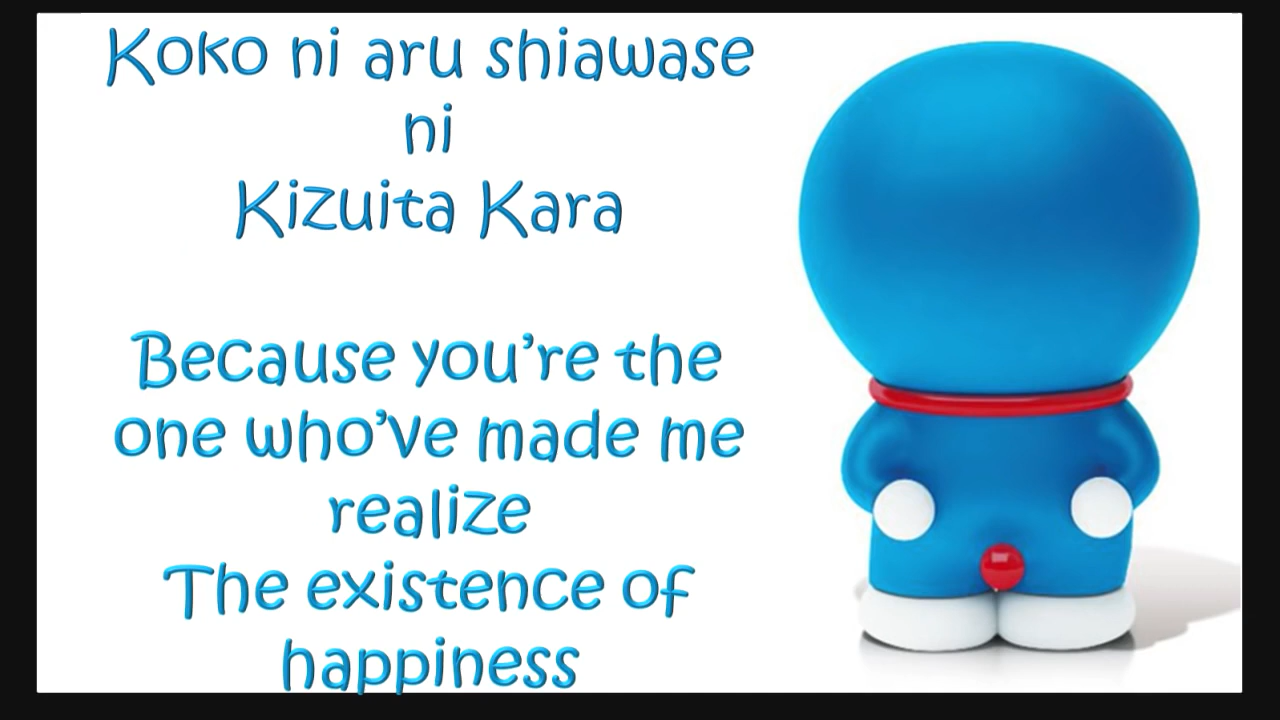 Koko ni aru shiawase
ni
Kizuita Kara
Because you’re the
one who’ve made me
realize
The existence of
happiness